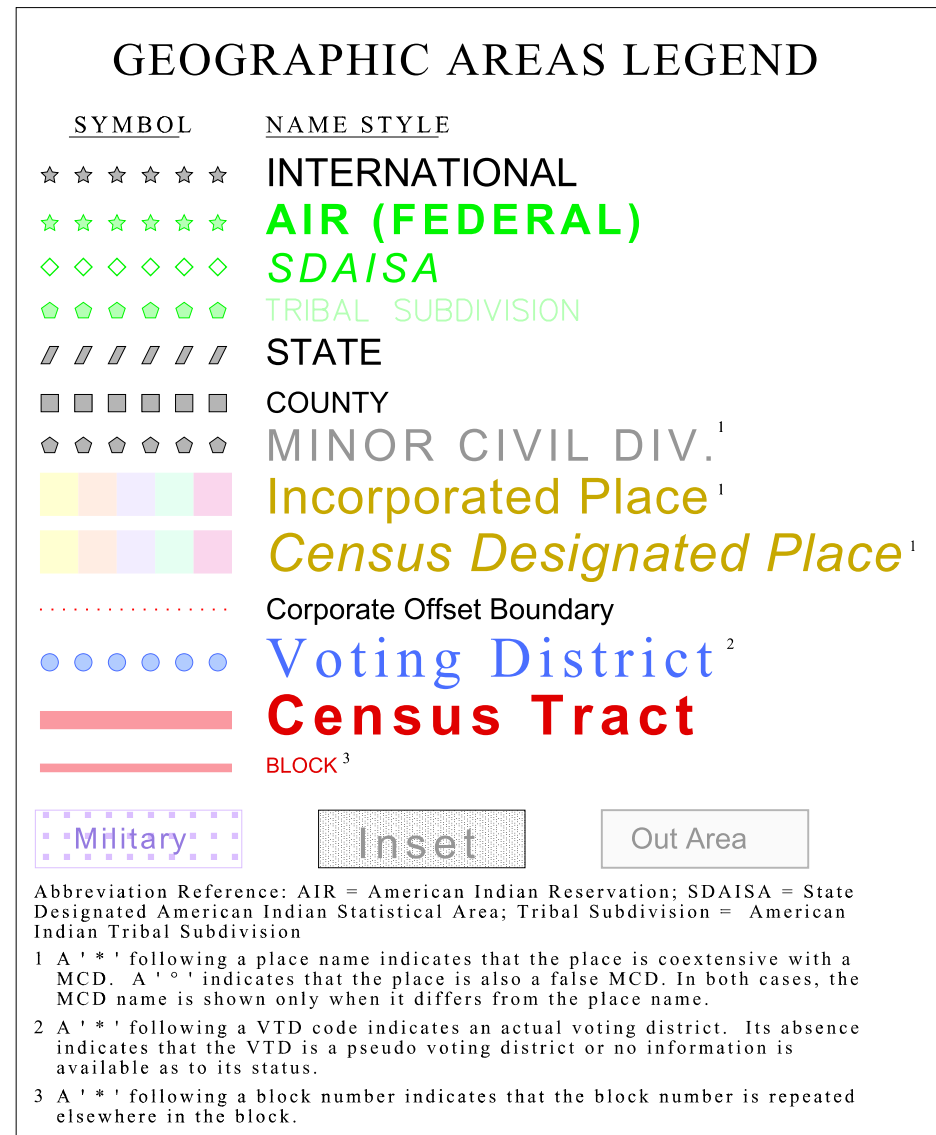 GEOGRAPHIC AREAS LEGEND
SYMBOL NAME STYLE
INTERNATIONAL
AIR (FEDERAL)
SDAISA
TRIBAL SUBDIVISION
STATE
COUNTY
MINOR CIVIL DIV. 1
Incorporated Place 1
Census Designated Place 1
Corporate Offset Boundary
Voting District 2
Census Tract
BLOCK 3
Military Inset Out Area
Abbreviation Reference: AIR = American Indian Reservation; SDAISA = State
Designated American Indian Statistical Area; Tribal Subdivision = American
Indian Tribal Subdivision
1 A ' * ' following a place name indicates that the place is coextensive with a
MCD. A ' ° ' indicates that the place is also a false MCD. In both cases, the
MCD name is shown only when it differs from the place name.
2 A ' * ' following a VTD code indicates an actual voting district. Its absence
indicates that the VTD is a pseudo voting district or no information is
available as to its status.
3 A ' * ' following a block number indicates that the block number is repeated
elsewhere in the block.